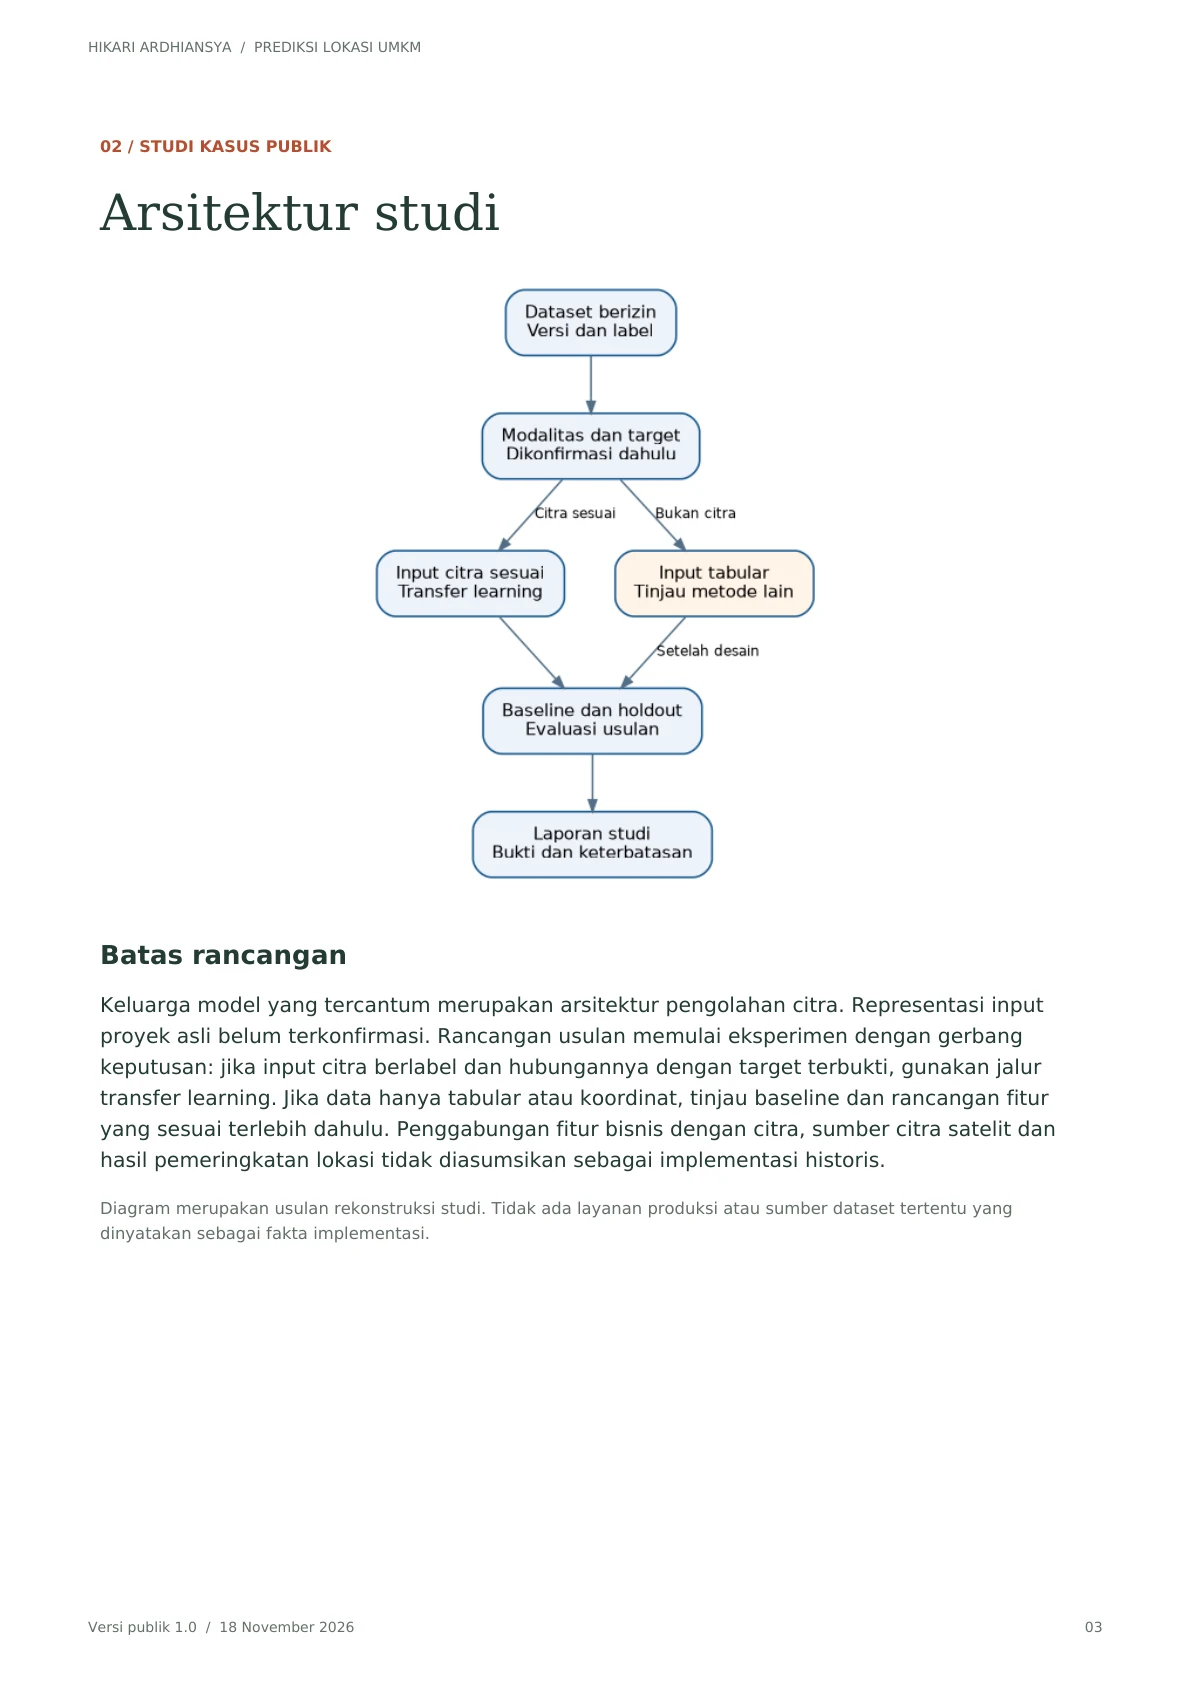 HIKARI ARDHIANSYA / PREDIKSI LOKASI UMKM
02 / STUDI KASUS PUBLIK
Arsitektur studi
Dataset berizin
Versi dan label
Modalitas dan target
Dikonfirmasi dahulu
Citra sesuai
Bukan citra
Input citra sesuai
Transfer learning
Input tabular
Tinjau metode lain
Setelah desain
Baseline dan holdout
Evaluasi usulan
Laporan studi
Bukti dan keterbatasan
Batas rancangan
Keluarga model yang tercantum merupakan arsitektur pengolahan citra. Representasi input
proyek asli belum terkonfirmasi. Rancangan usulan memulai eksperimen dengan gerbang
keputusan: jika input citra berlabel dan hubungannya dengan target terbukti, gunakan jalur
transfer learning. Jika data hanya tabular atau koordinat, tinjau baseline dan rancangan fitur
yang sesuai terlebih dahulu. Penggabungan fitur bisnis dengan citra, sumber citra satelit dan
hasil pemeringkatan lokasi tidak diasumsikan sebagai implementasi historis.
Diagram merupakan usulan rekonstruksi studi. Tidak ada layanan produksi atau sumber dataset tertentu yang
dinyatakan sebagai fakta implementasi.
Versi publik 1.0 / 18 November 2026
03